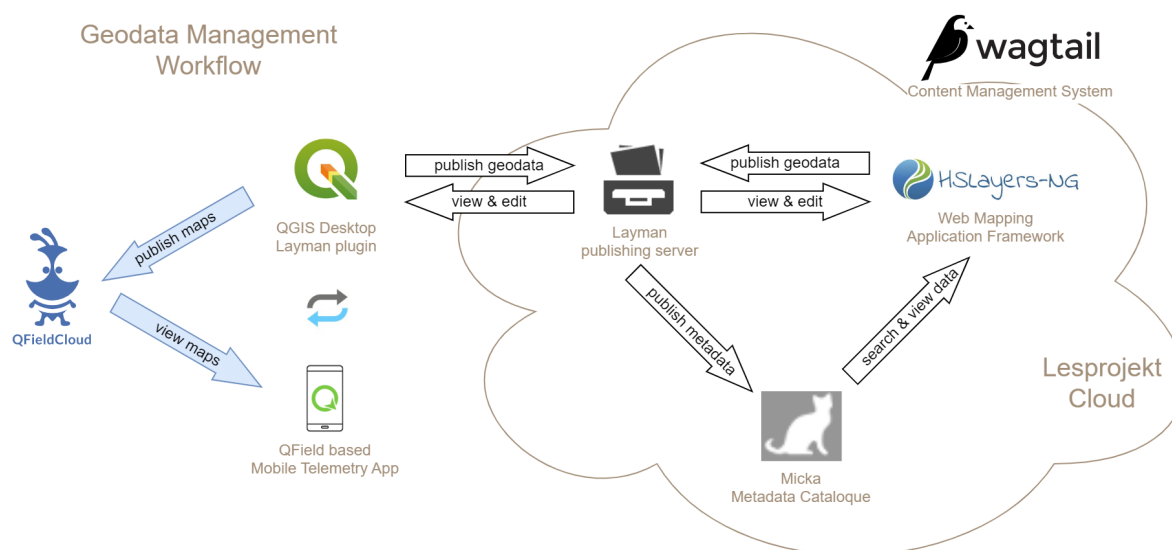 Geodata Management
Workflow
wagtail
Content Management System
publish geodata
view & edit
publish geodata
view & edit
HSLayers-NG
QGIS Desktop
Layman plugin
Layman
publishing server
Web Mapping
Application Framework
publish maps
QFieldCloud
view maps
publish metadata
search & view data
Lesprojekt
Cloud
QField based
Mobile Telemetry App
Micka
Metadata Cataloque